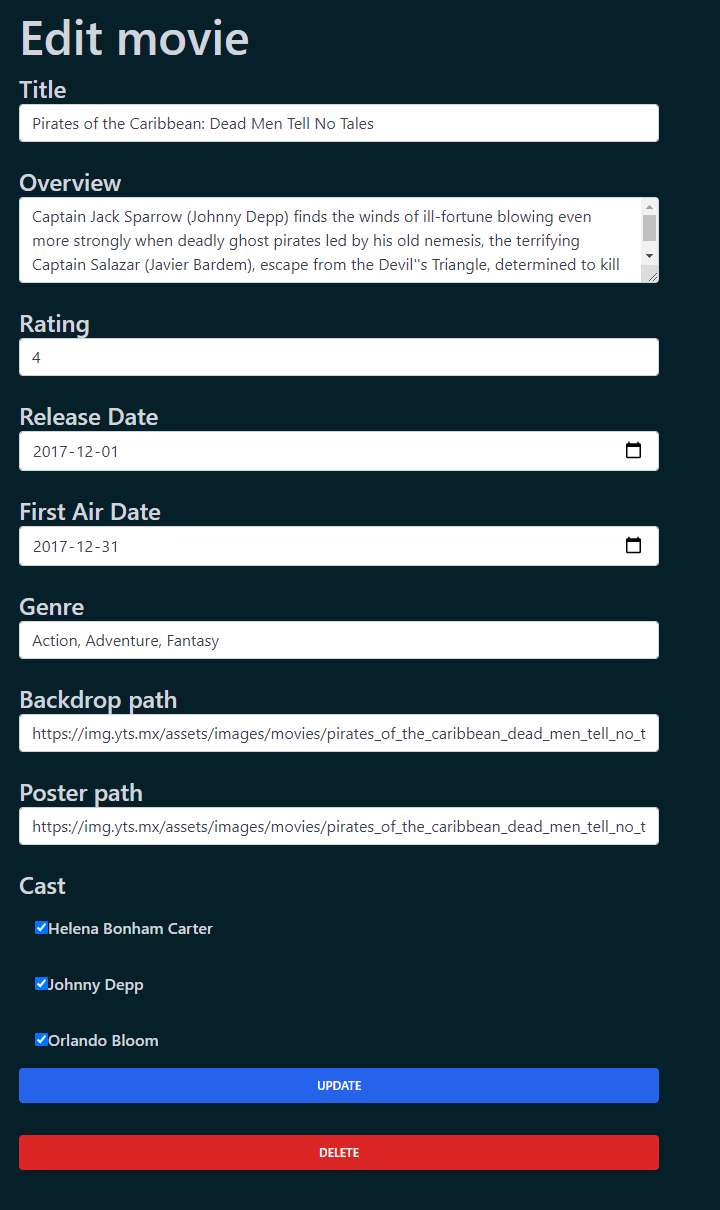 Edit movie
Title
Pirates of the Caribbean: Dead Men Tell No Tales
Overview
Captain Jack Sparrow (Johnny Depp) finds the winds of ill-fortune blowing even
more strongly when deadly ghost pirates led by his old nemesis, the terrifying
Captain Salazar (Javier Bardem), escape from the Devil''s Triangle, determined to kill
Rating
4
Release Date
2017-12-01
First Air Date
2017-12-31
Genre
Action, Adventure, Fantasy
Backdrop path
https://img.yts.mx/assets/images/movies/pirates_of_the_caribbean_dead_men_tell_no_t
Poster path
https://img.yts.mx/assets/images/movies/pirates_of_the_caribbean_dead_men_tell_no_t
Cast
Helena Bonham Carter
Johnny Depp
Orlando Bloom
UPDATE
DELETE